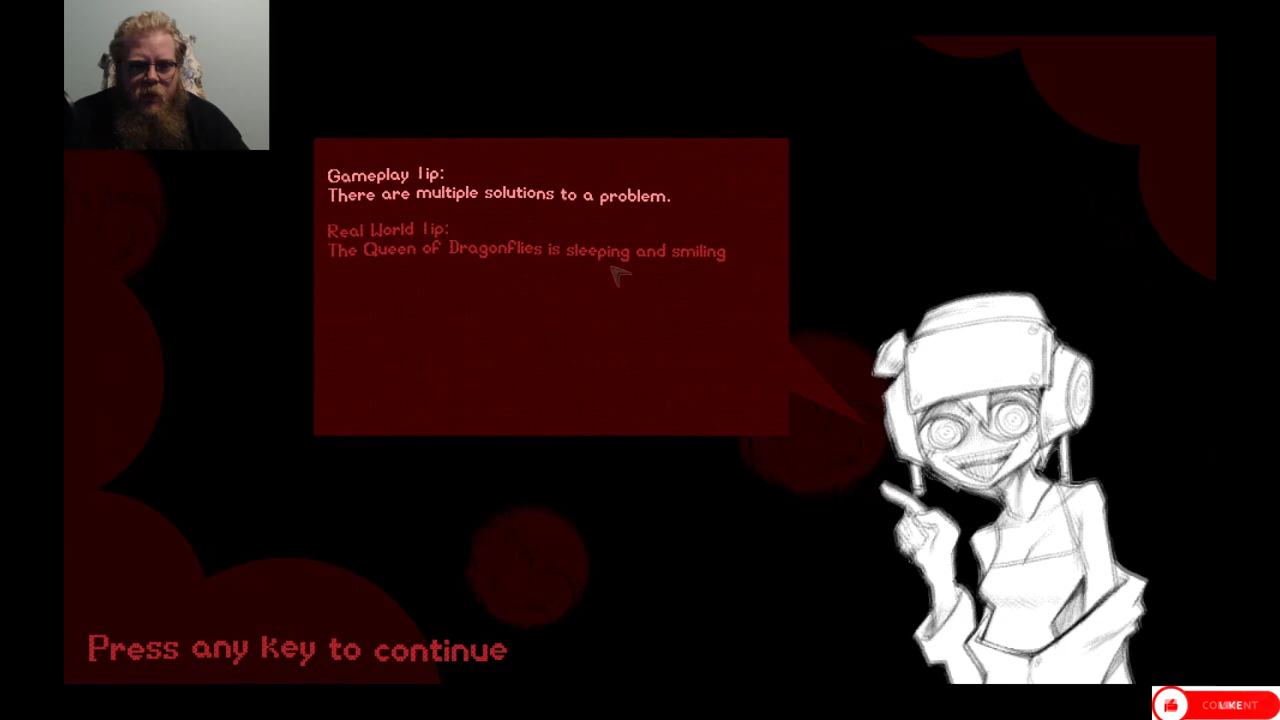 Gameplay Tip:
There are multiple solutions to a problem.
Real World Tip:
The Queen of Dragonflies is sleeping and smiling
Press any key to continue
LIKE